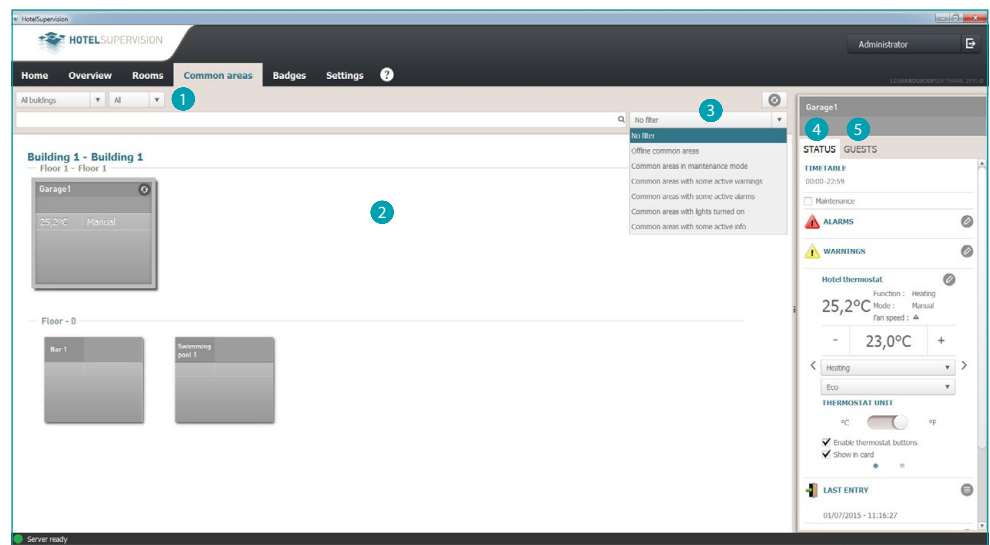 HotelSupervision
HOTELSUPERVISION
Administrator
Home Overview Rooms Common areas Badges Settings ?
LEGRANDGROUPSOFTWARE 2015 ©
All buildings All 1
No filter 3
No filter
Offline common areas
Common areas in maintenance mode
Common areas with some active warnings
Common areas with some active alarms
Common areas with lights turned on
Common areas with some active info
Building 1 - Building 1
Floor 1 - Floor 1
Garage1
25,2°C Manual
2
Floor - 0
Bar 1
Swimming
pool 1
Garage1
4 5
STATUS GUESTS
TIMETABLE
00:00-22:59
Maintenance
ALARMS
WARNINGS
Hotel thermostat
25,2°C
Function : Heating
Mode : Manual
Fan speed :
- 23,0°C +
< Heating >
Eco
THERMOSTAT UNIT
°C °F
Enable thermostat buttons
Show in card
LAST ENTRY
01/07/2015 - 11:16:27
Server ready